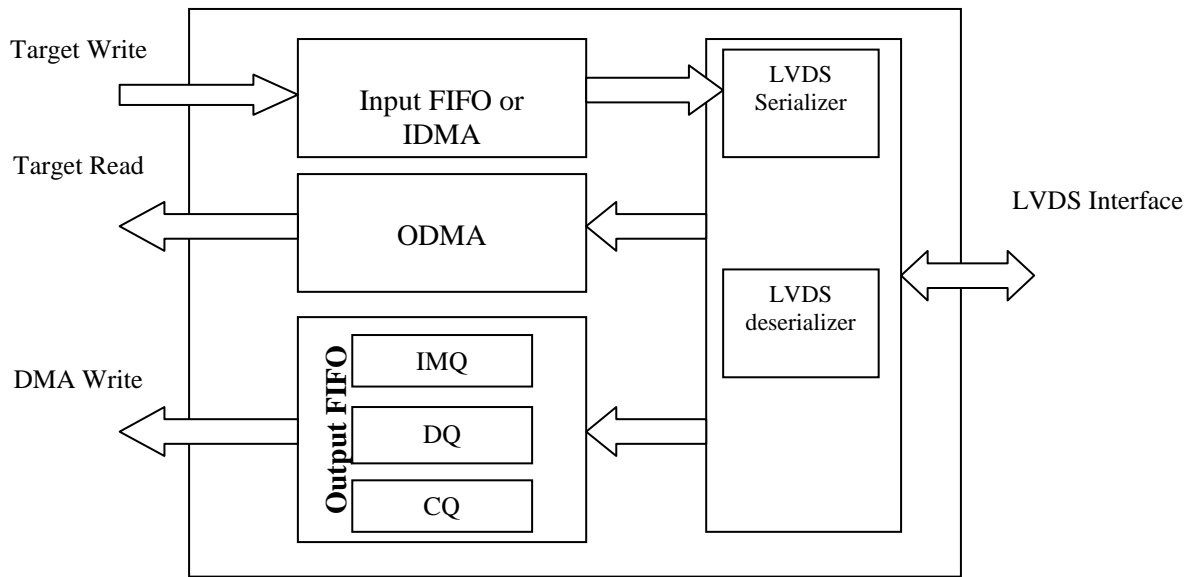 Target Write
Input FIFO or
IDMA
LVDS
Serializer
Target Read
ODMA
LVDS Interface
LVDS
deserializer
DMA Write
Output FIFO
IMQ
DQ
CQ